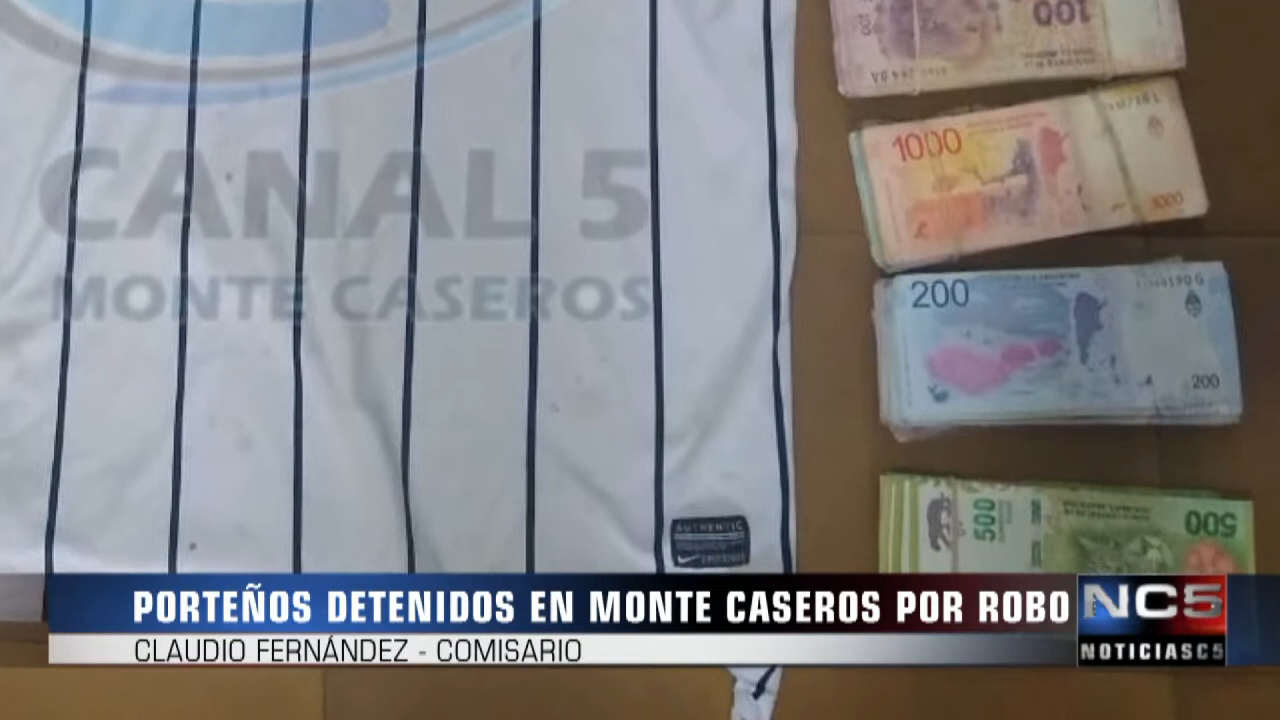 100
1000
1000
CANAL 5
MONTE CASEROS
200
200
500
500
AUTHENTIC
PORTEÑOS DETENIDOS EN MONTE CASEROS POR ROBO
CLAUDIO FERNÁNDEZ - COMISARIO
NC5
NOTICIASC5